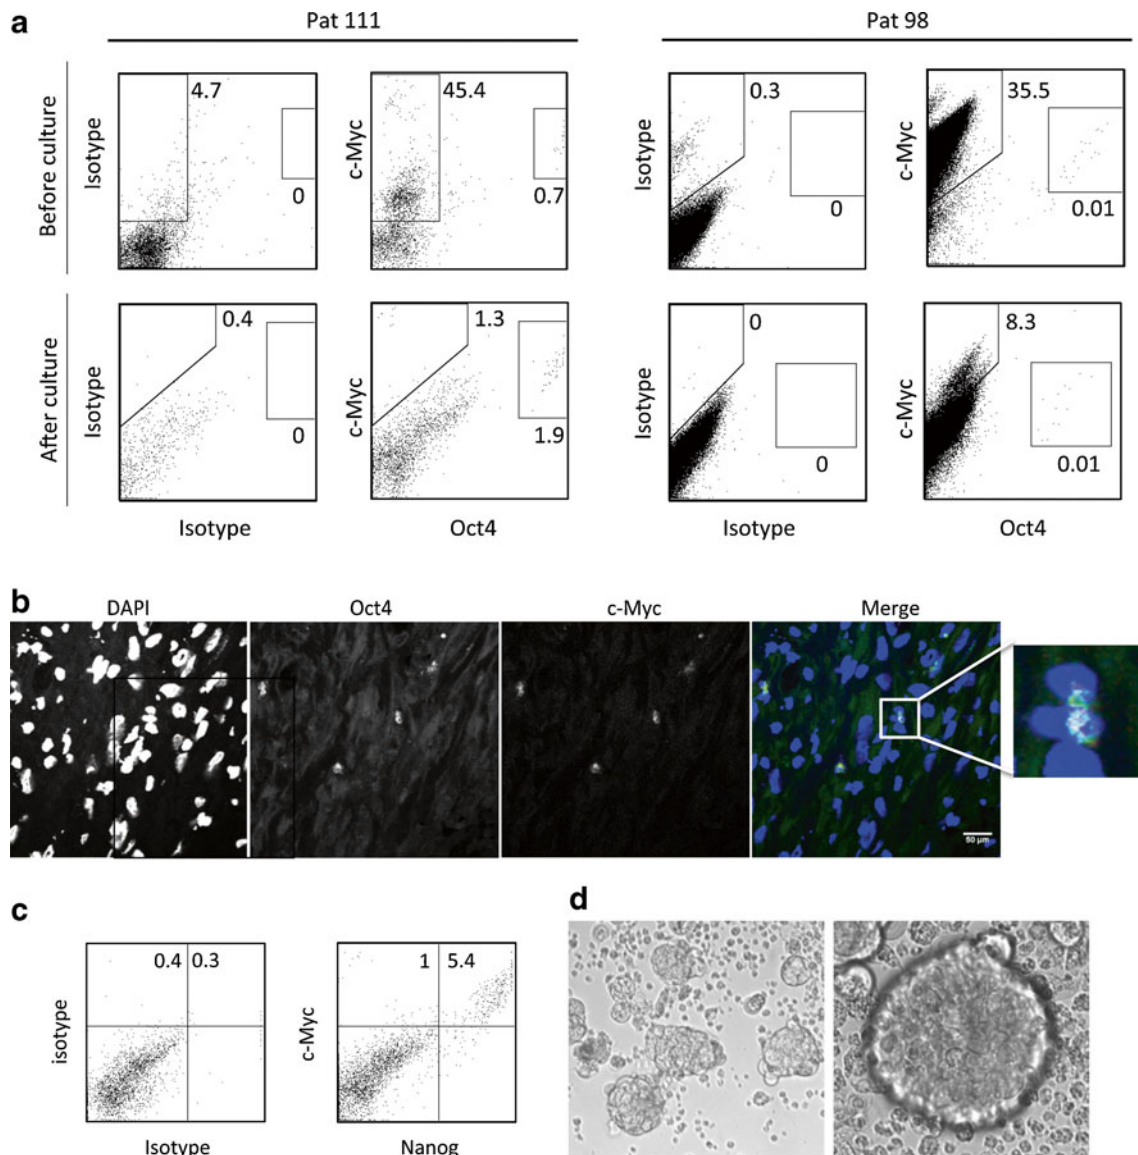 a
Pat 111
Pat 98
Before culture
Isotype
4.7
0
c-Myc
45.4
0.7
Isotype
0.3
0
c-Myc
35.5
0.01
After culture
Isotype
0.4
0
c-Myc
1.3
1.9
Isotype
0
0
c-Myc
8.3
0.01
Isotype
Oct4
Isotype
Oct4
b
DAPI
Oct4
c-Myc
Merge
50 µm
c
isotype
0.4 0.3
Isotype
c-Myc
1 5.4
Nanog
d